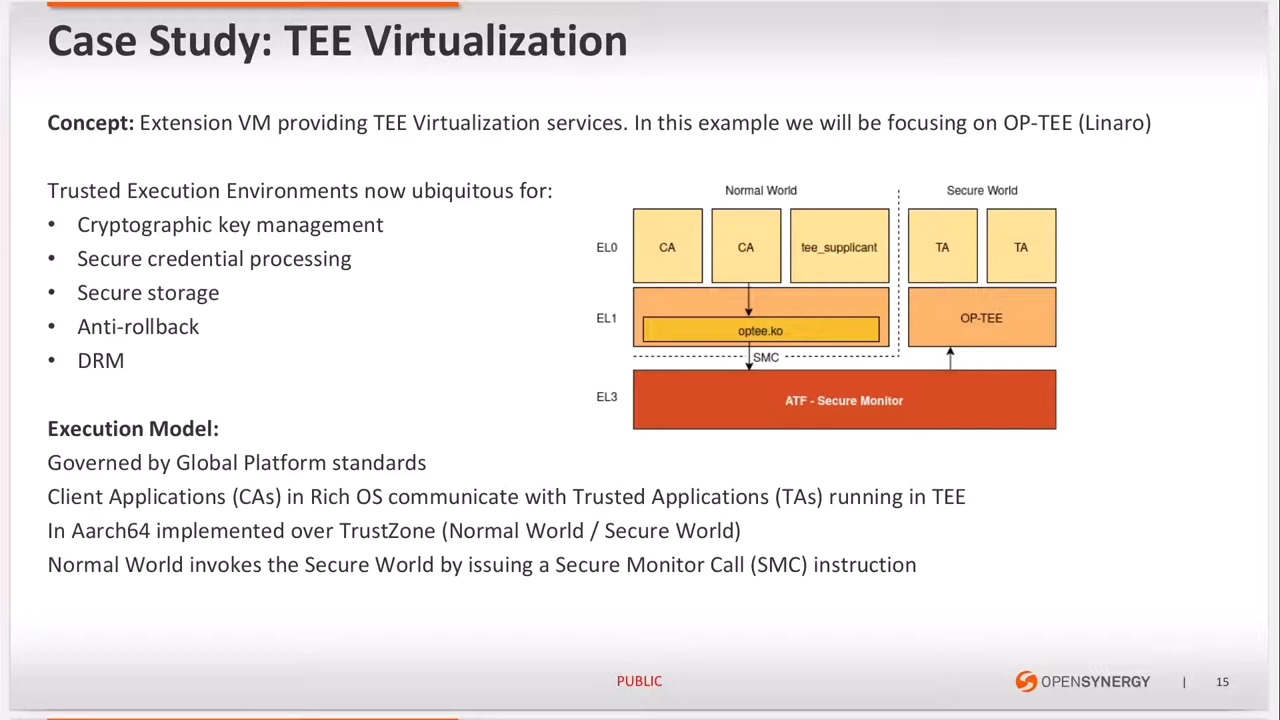 Case Study: TEE Virtualization
Concept: Extension VM providing TEE Virtualization services. In this example we will be focusing on OP-TEE (Linaro)
Trusted Execution Environments now ubiquitous for:
• Cryptographic key management
• Secure credential processing
• Secure storage
• Anti-rollback
• DRM
Normal World
Secure World
EL0
CA
CA
tee_supplicant
TA
TA
EL1
optee.ko
OP-TEE
SMC
EL3
ATF - Secure Monitor
Execution Model:
Governed by Global Platform standards
Client Applications (CAs) in Rich OS communicate with Trusted Applications (TAs) running in TEE
In Aarch64 implemented over TrustZone (Normal World / Secure World)
Normal World invokes the Secure World by issuing a Secure Monitor Call (SMC) instruction
PUBLIC
OPENSYNERGY | 15